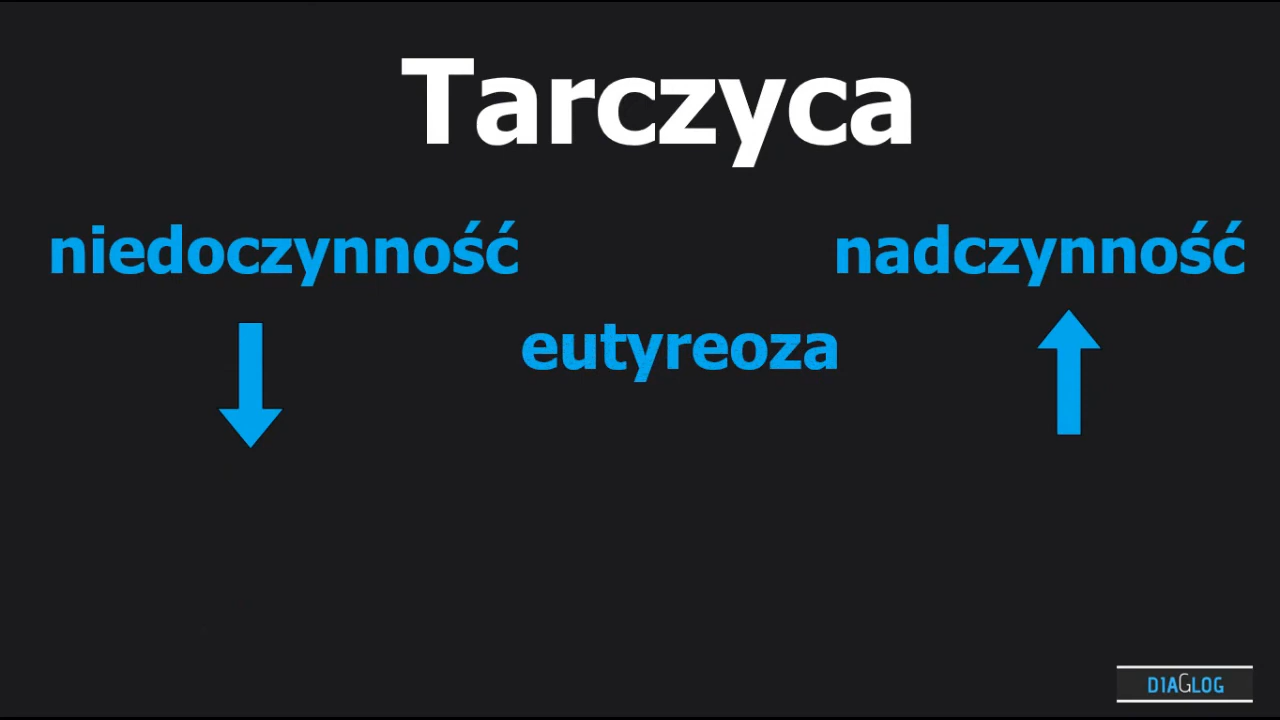 Tarczyca
niedoczynność
nadczynność
eutyreoza
DIAGLOG